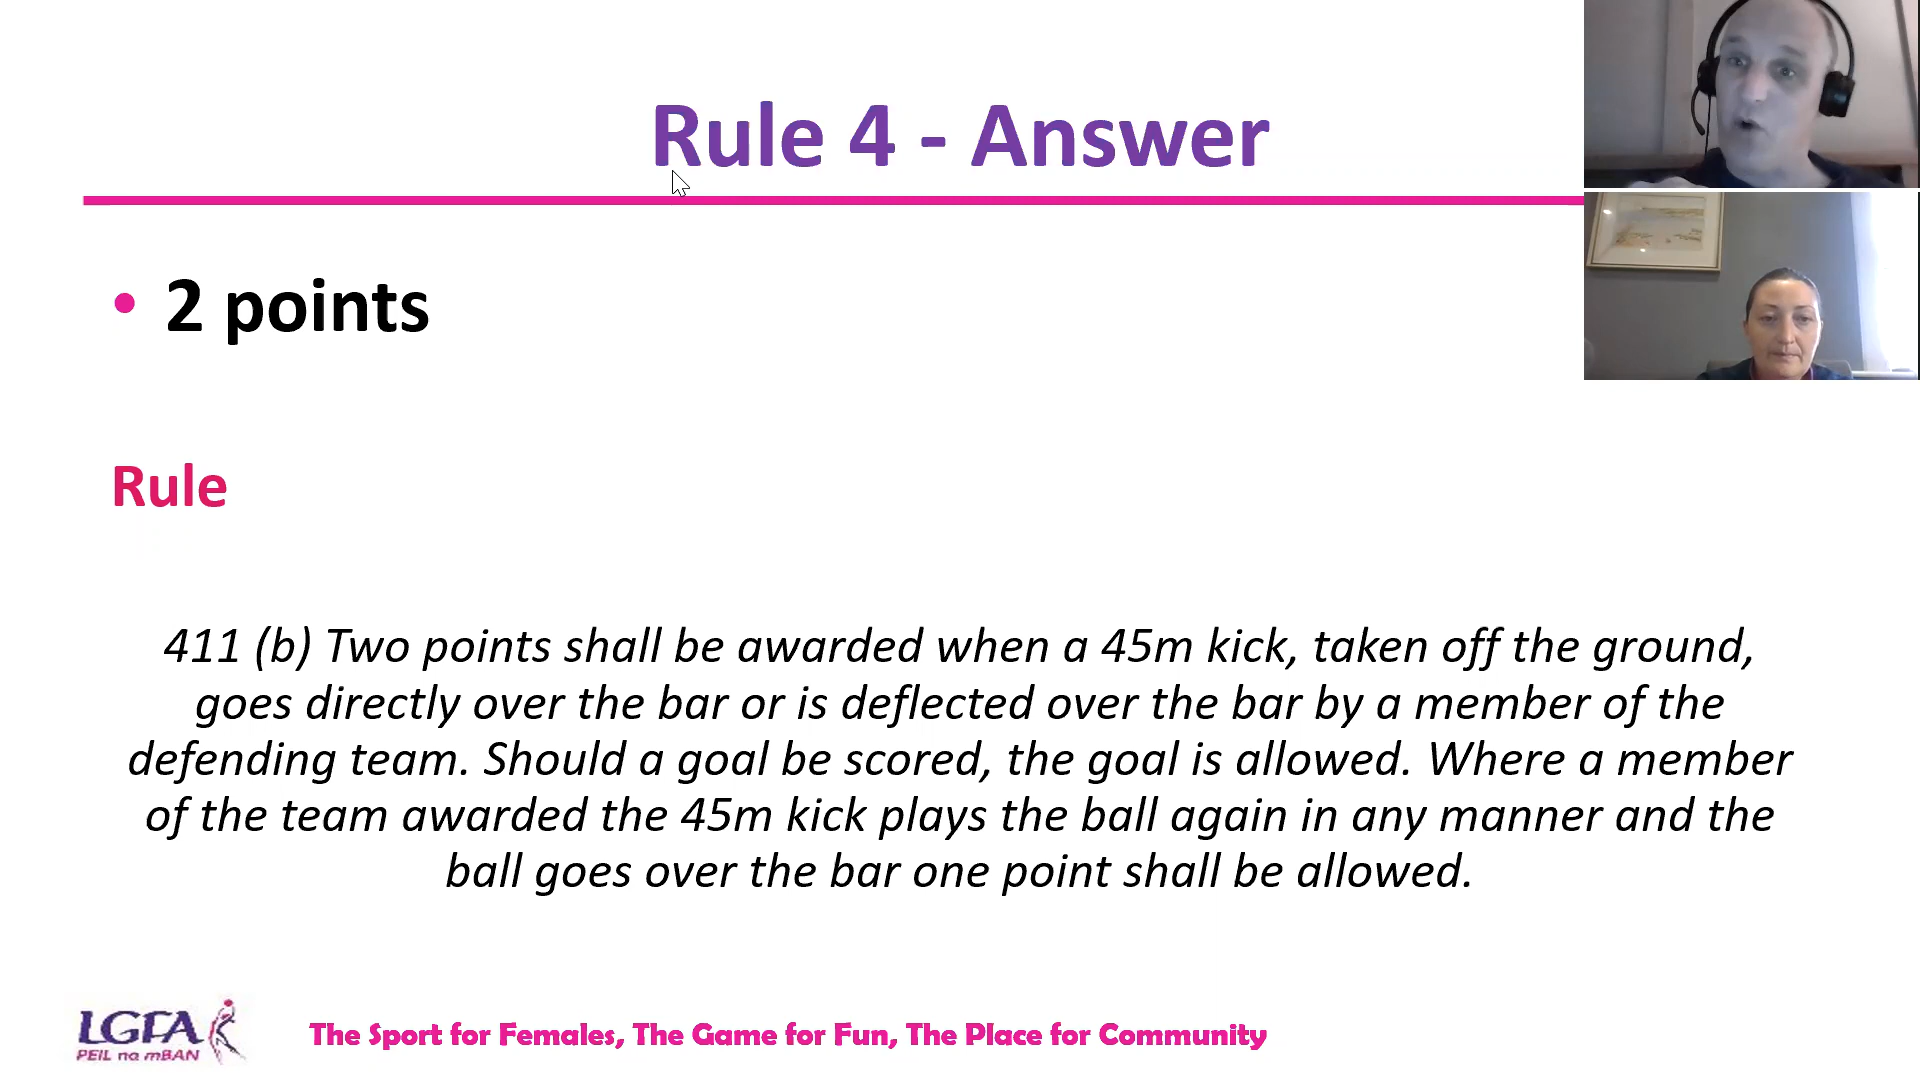 Rule 4 - Answer
• 2 points
Rule
411 (b) Two points shall be awarded when a 45m kick, taken off the ground,
goes directly over the bar or is deflected over the bar by a member of the
defending team. Should a goal be scored, the goal is allowed. Where a member
of the team awarded the 45m kick plays the ball again in any manner and the
ball goes over the bar one point shall be allowed.
LGFA
PEIL na mBAN
The Sport for Females, The Game for Fun, The Place for Community